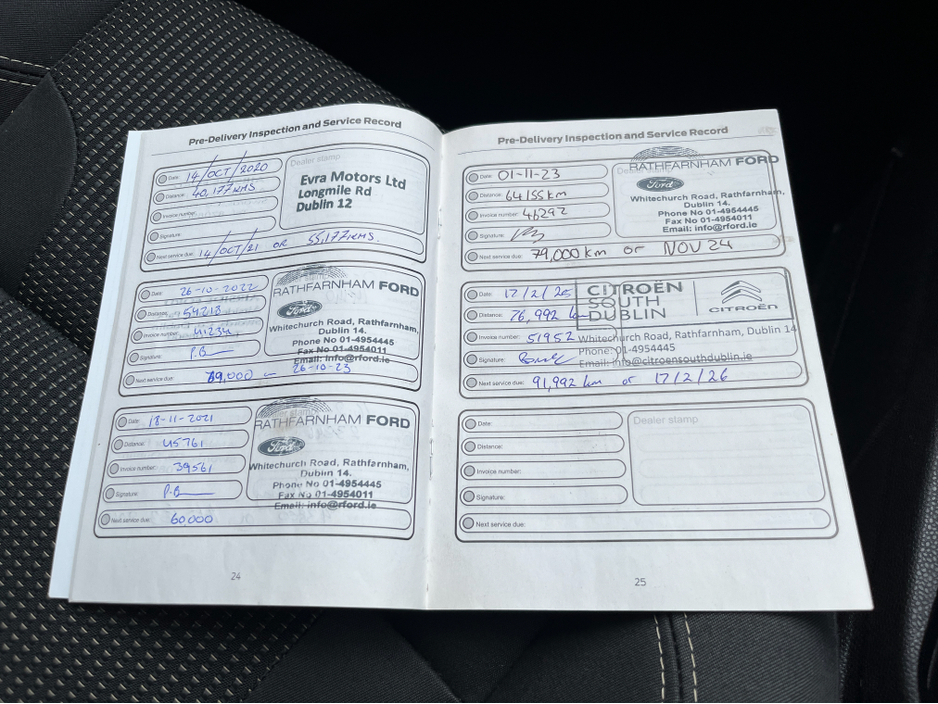 Pre-Delivery Inspection and Service Record
Date: 14/OCT/2020
Distance: 40,177 KMS
Invoice number:
Signature:
Next service due: 14/OCT/21 OR 55,177 KMS.
Dealer stamp
Evra Motors Ltd
Longmile Rd
Dublin 12
Date: 26-10-2022
Distance: 54218
Invoice number: 41234
Signature: P.B
Next service due: 69,000 - 26-10-23
RATHFARNHAM FORD
Ford
Whitechurch Road, Rathfarnham,
Dublin 14.
Phone No 01-4954445
Fax No 01-4954011
Email: info@rford.ie
Date: 18-11-2021
Distance: 45761
Invoice number: 39561
Signature: P.B
Next service due: 60,000
Dealer stamp
RATHFARNHAM FORD
Ford
Whitechurch Road, Rathfarnham,
Dublin 14.
Phone No 01-4954445
Fax No 01-4954011
Email: info@rford.ie
24
Pre-Delivery Inspection and Service Record
Date: 01-11-23
Distance: 64155km
Invoice number: 46292
Signature:
Next service due: 79,000 km or NOV 24
RATHFARNHAM FORD
Ford
Whitechurch Road, Rathfarnham,
Dublin 14.
Phone No 01-4954445
Fax No 01-4954011
Email: info@rford.ie
Date: 17/2/25
Distance: 76,992 km
Invoice number: 51952
Signature:
Next service due: 91,992 km or 17/2/26
CITROËN
SOUTH
DUBLIN
CITROËN
Whitechurch Road, Rathfarnham, Dublin 14
Phone: 01-4954445
Email: info@citroensouthdublin.ie
Date:
Distance:
Invoice number:
Signature:
Next service due:
Dealer stamp
25